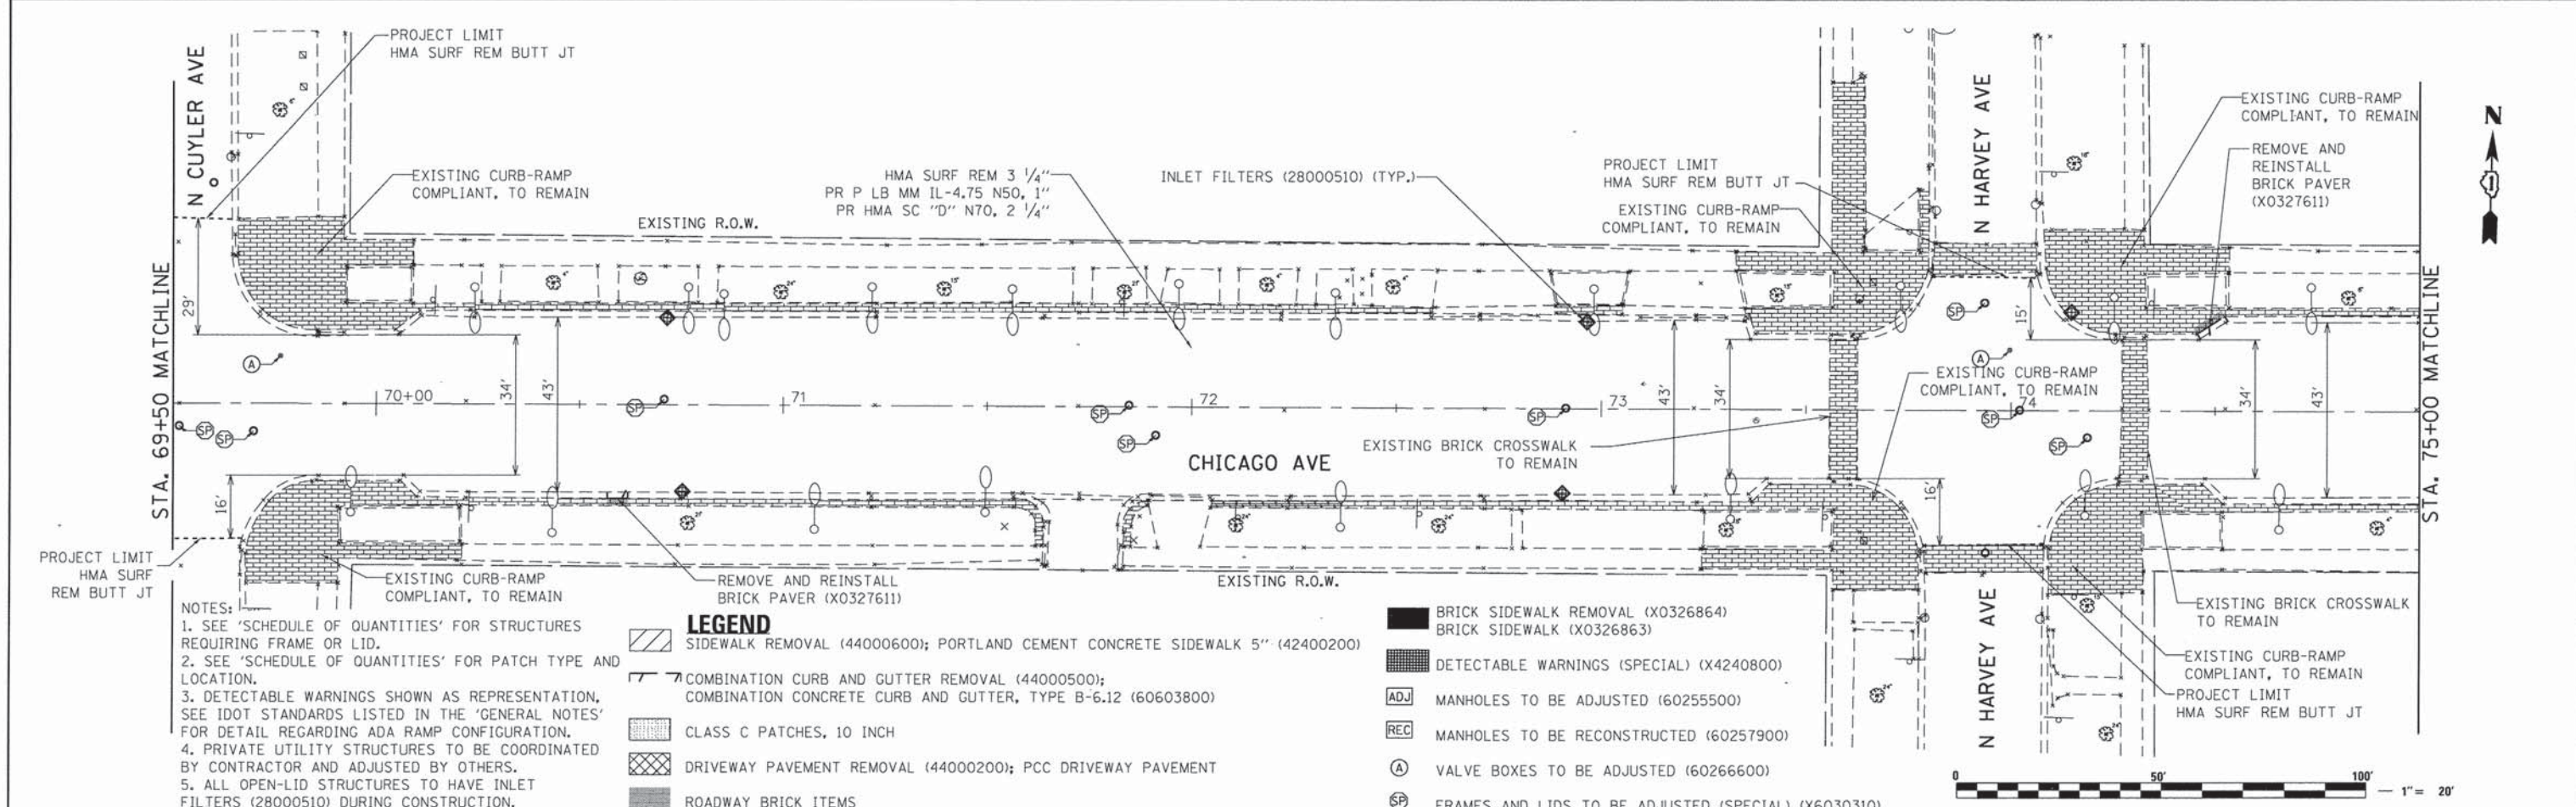 PROJECT LIMIT
HMA SURF REM BUTT JT
N CUYLER AVE
EXISTING CURB-RAMP
COMPLIANT, TO REMAIN
EXISTING R.O.W.
HMA SURF REM 3 1/4"
PR P LB MM IL-4.75 N50, 1"
PR HMA SC "D" N70, 2 1/4"
INLET FILTERS (28000510) (TYP.)
PROJECT LIMIT
HMA SURF REM BUTT JT
EXISTING CURB-RAMP
COMPLIANT, TO REMAIN
N HARVEY AVE
EXISTING CURB-RAMP
COMPLIANT, TO REMAIN
REMOVE AND
REINSTALL
BRICK PAVER
(X0327611)
N
1
STA. 69+50 MATCHLINE
29'
A
34'
43'
70+00
71
72
73
74
SP
SP
SP
SP
SP
SP
SP
SP
SP
A
15'
43'
34'
34'
43'
EXISTING CURB-RAMP
COMPLIANT, TO REMAIN
STA. 75+00 MATCHLINE
EXISTING BRICK CROSSWALK
TO REMAIN
CHICAGO AVE
16'
16'
PROJECT LIMIT
HMA SURF
REM BUTT JT
EXISTING CURB-RAMP
COMPLIANT, TO REMAIN
REMOVE AND REINSTALL
BRICK PAVER (X0327611)
EXISTING R.O.W.
N HARVEY AVE
EXISTING BRICK CROSSWALK
TO REMAIN
EXISTING CURB-RAMP
COMPLIANT, TO REMAIN
PROJECT LIMIT
HMA SURF REM BUTT JT
NOTES:
1. SEE 'SCHEDULE OF QUANTITIES' FOR STRUCTURES
REQUIRING FRAME OR LID.
2. SEE 'SCHEDULE OF QUANTITIES' FOR PATCH TYPE AND
LOCATION.
3. DETECTABLE WARNINGS SHOWN AS REPRESENTATION,
SEE IDOT STANDARDS LISTED IN THE 'GENERAL NOTES'
FOR DETAIL REGARDING ADA RAMP CONFIGURATION.
4. PRIVATE UTILITY STRUCTURES TO BE COORDINATED
BY CONTRACTOR AND ADJUSTED BY OTHERS.
5. ALL OPEN-LID STRUCTURES TO HAVE INLET
FILTERS (28000510) DURING CONSTRUCTION.
LEGEND
SIDEWALK REMOVAL (44000600); PORTLAND CEMENT CONCRETE SIDEWALK 5" (42400200)
COMBINATION CURB AND GUTTER REMOVAL (44000500);
COMBINATION CONCRETE CURB AND GUTTER, TYPE B-6.12 (60603800)
CLASS C PATCHES, 10 INCH
DRIVEWAY PAVEMENT REMOVAL (44000200); PCC DRIVEWAY PAVEMENT
ROADWAY BRICK ITEMS
BRICK SIDEWALK REMOVAL (X0326864)
BRICK SIDEWALK (X0326863)
DETECTABLE WARNINGS (SPECIAL) (X4240800)
ADJ MANHOLES TO BE ADJUSTED (60255500)
REC MANHOLES TO BE RECONSTRUCTED (60257900)
A VALVE BOXES TO BE ADJUSTED (60266600)
SP FRAMES AND LIDS TO BE ADJUSTED (SPECIAL) (X6030310)
0 50' 100'
1"= 20'